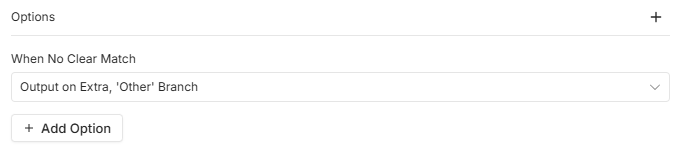 Options
When No Clear Match
Output on Extra, 'Other' Branch
Add Option